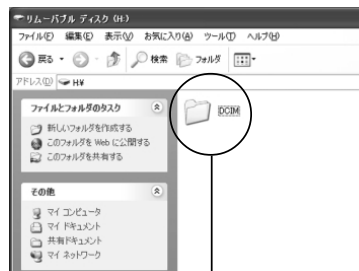 リムーバブル ディスク (H:)
ファイル(F) 編集(E) 表示(V) お気に入り(A) ツール(T) ヘルプ(H)
戻る 検索 フォルダ
アドレス(D) H¥
ファイルとフォルダのタスク
新しいフォルダを作成する
このフォルダを Web に公開する
このフォルダを共有する
DCIM
その他
マイ コンピュータ
マイ ドキュメント
共有ドキュメント
マイ ネットワーク